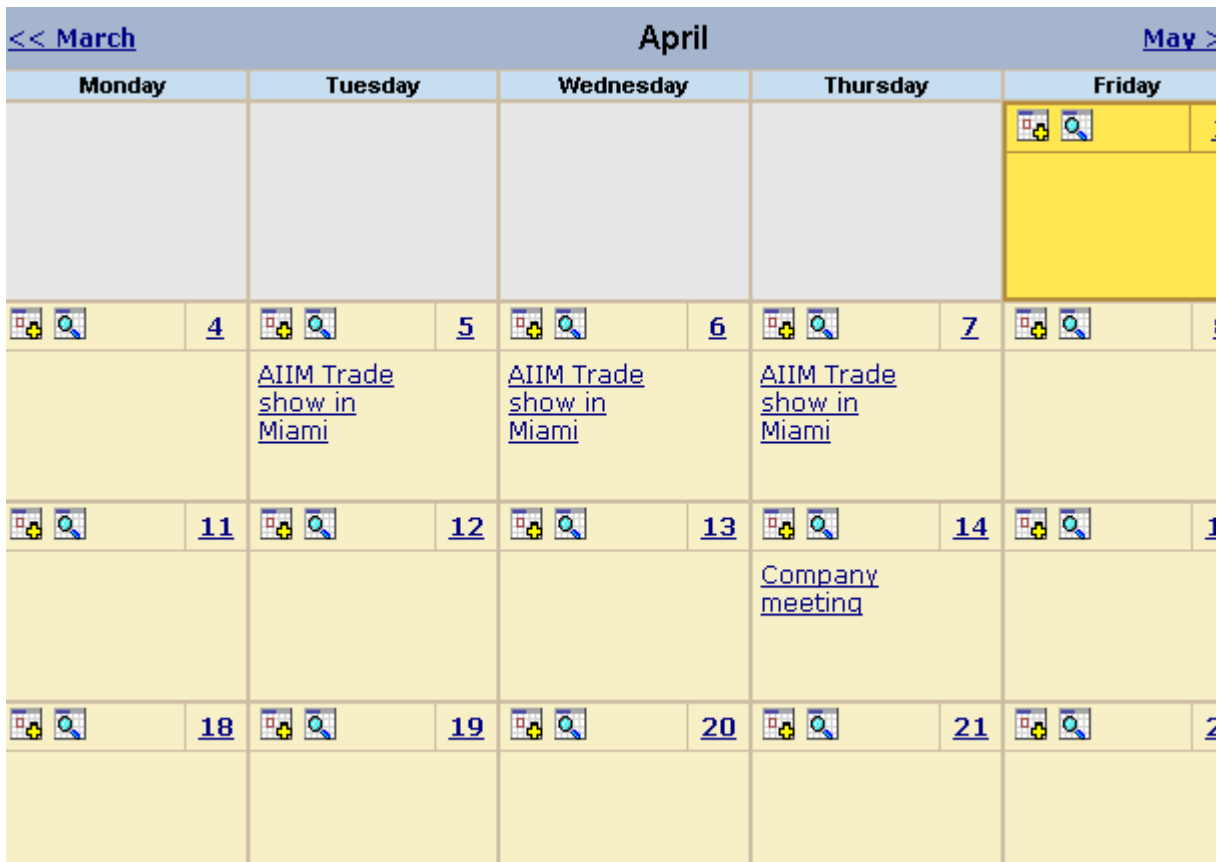 << March April May >
Monday Tuesday Wednesday Thursday Friday
4 5 6 7
AIIM Trade AIIM Trade AIIM Trade
show in show in show in
Miami Miami Miami
11 12 13 14
Company
meeting
18 19 20 21